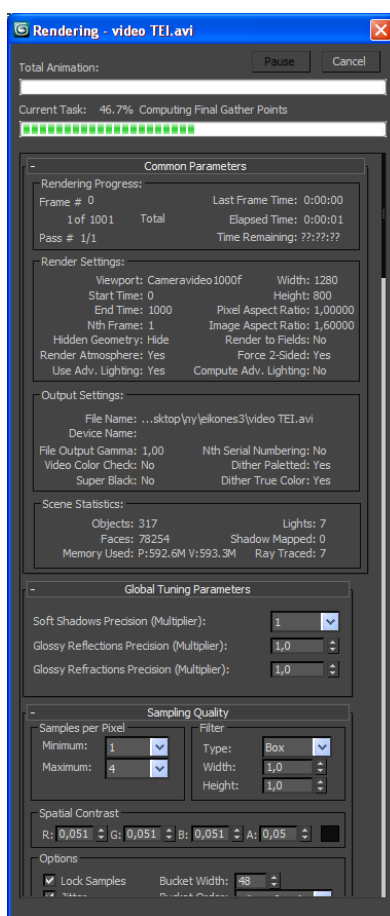 Rendering - video TEI.avi
Total Animation:
Pause
Cancel
Current Task: 46.7% Computing Final Gather Points
- Common Parameters
Rendering Progress:
Frame # 0 Last Frame Time: 0:00:00
1 of 1001 Total Elapsed Time: 0:00:01
Pass # 1/1 Time Remaining: ??:??:??
Render Settings:
Viewport: Cameravideo1000f Width: 1280
Start Time: 0 Height: 800
End Time: 1000 Pixel Aspect Ratio: 1,00000
Nth Frame: 1 Image Aspect Ratio: 1,60000
Hidden Geometry: Hide Render to Fields: No
Render Atmosphere: Yes Force 2-Sided: Yes
Use Adv. Lighting: Yes Compute Adv. Lighting: No
Output Settings:
File Name: ...sktop\ny\eikones3\video TEI.avi
Device Name:
File Output Gamma: 1,00 Nth Serial Numbering: No
Video Color Check: No Dither Paletted: Yes
Super Black: No Dither True Color: Yes
Scene Statistics:
Objects: 317 Lights: 7
Faces: 78254 Shadow Mapped: 0
Memory Used: P:592.6M V:593.3M Ray Traced: 7
- Global Tuning Parameters
Soft Shadows Precision (Multiplier): 1
Glossy Reflections Precision (Multiplier): 1,0
Glossy Refractions Precision (Multiplier): 1,0
- Sampling Quality
Samples per Pixel
Minimum: 1
Maximum: 4
Filter
Type: Box
Width: 1,0
Height: 1,0
Spatial Contrast
R: 0,051 G: 0,051 B: 0,051 A: 0,05
Options
Lock Samples Bucket Width: 48
Jitter Bucket Order: